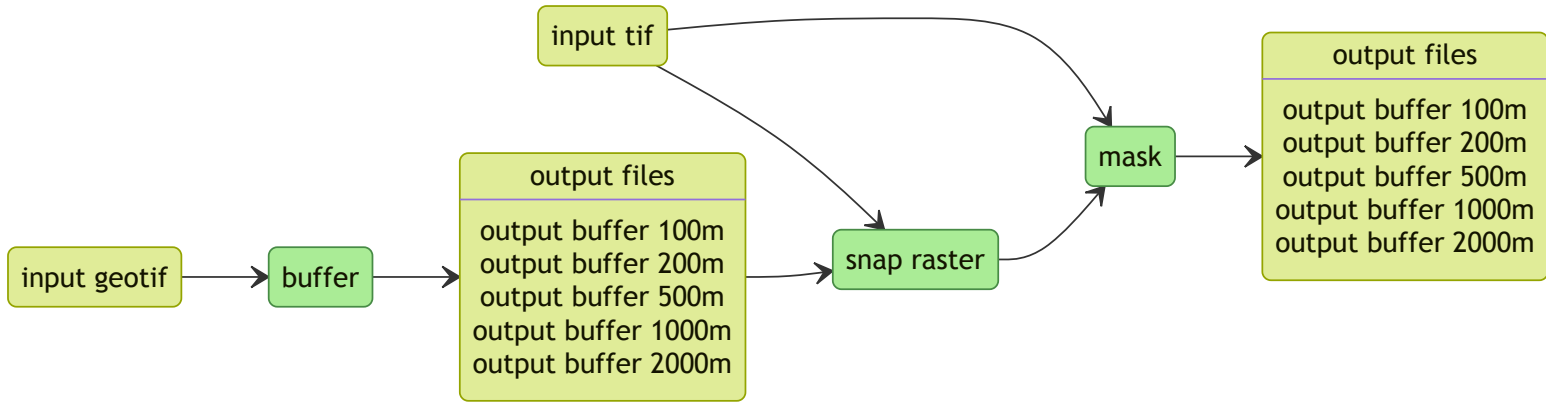 input tif
input geotif
buffer
output files
output buffer 100m
output buffer 200m
output buffer 500m
output buffer 1000m
output buffer 2000m
snap raster
mask
output files
output buffer 100m
output buffer 200m
output buffer 500m
output buffer 1000m
output buffer 2000m